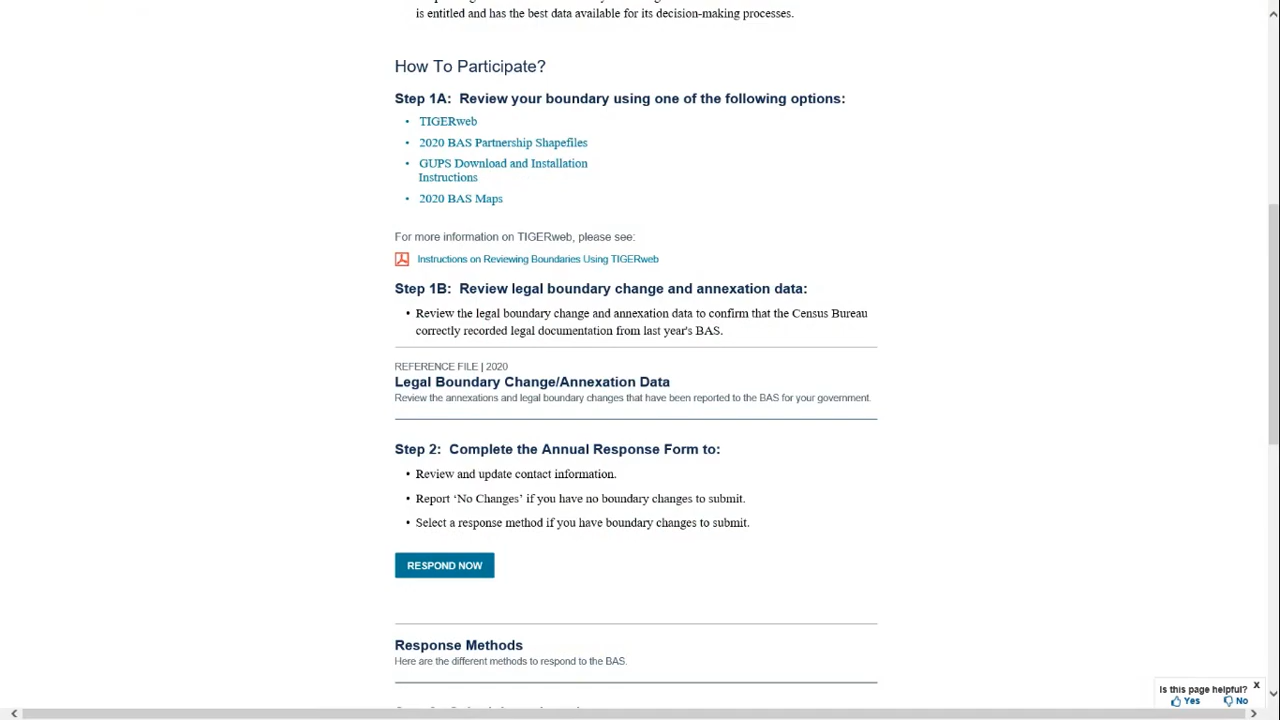 is entitled and has the best data available for its decision-making processes.
How To Participate?
Step 1A:  Review your boundary using one of the following options:
• TIGERweb
• 2020 BAS Partnership Shapefiles
• GUPS Download and Installation
Instructions
• 2020 BAS Maps
For more information on TIGERweb, please see:
Instructions on Reviewing Boundaries Using TIGERweb
Step 1B:  Review legal boundary change and annexation data:
• Review the legal boundary change and annexation data to confirm that the Census Bureau
correctly recorded legal documentation from last year's BAS.
REFERENCE FILE | 2020
Legal Boundary Change/Annexation Data
Review the annexations and legal boundary changes that have been reported to the BAS for your government.
Step 2:  Complete the Annual Response Form to:
• Review and update contact information.
• Report ‘No Changes’ if you have no boundary changes to submit.
• Select a response method if you have boundary changes to submit.
RESPOND NOW
Response Methods
Here are the different methods to respond to the BAS.
Is this page helpful? x
Yes No